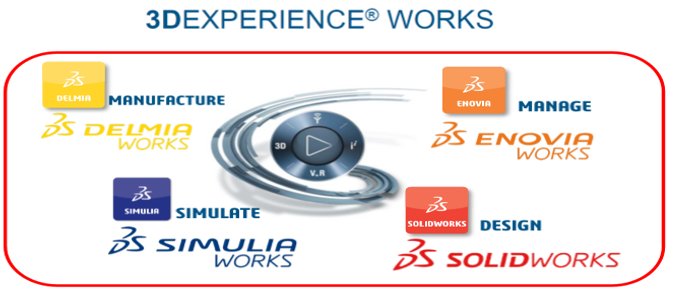 3DEXPERIENCE® WORKS
DELMIA
MANUFACTURE
DELMIA
WORKS
ENOVIA
MANAGE
ENOVIA
WORKS
3D
V.R
SIMULIA
SIMULATE
SIMULIA
WORKS
SOLIDWORKS
DESIGN
SOLIDWORKS